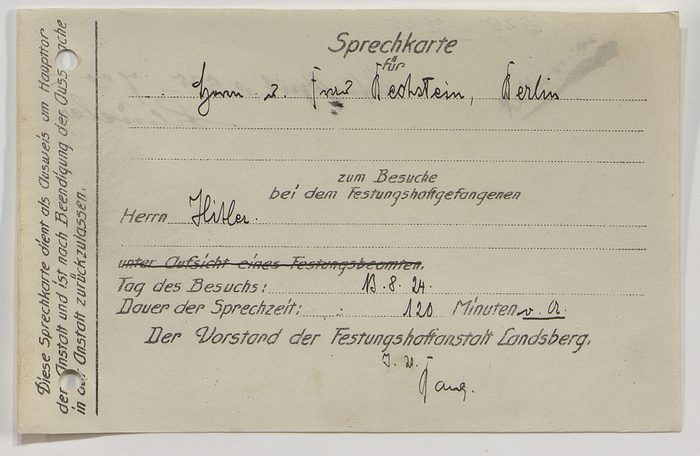 Diese Sprechkarte dient als Ausweis am Haupttor
der Anstalt und ist nach Beendigung der Aussprache
in der Anstalt zurückzulassen.
Sprechkarte
für
Herrn u. Frau Bechstein, Berlin
zum Besuche
bei dem Festungshaftgefangenen
Herrn Hitler.
unter Aufsicht eines Festungsbeamten.
Tag des Besuchs: 13. 8. 24.
Dauer der Sprechzeit: 120 Minuten o. A.
Der Vorstand der Festungshaftanstalt Landsberg.
J. V.